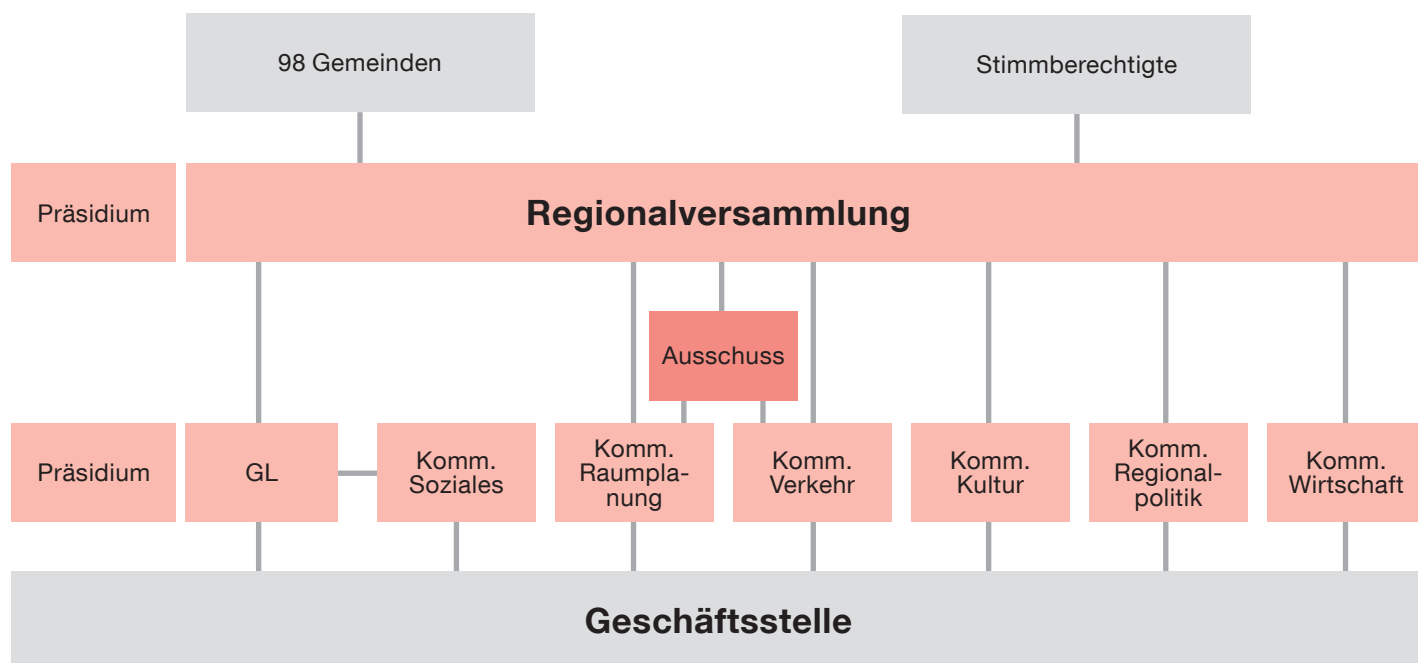 98 Gemeinden
Stimmberechtigte
Präsidium
Regionalversammlung
Ausschuss
Präsidium
GL
Komm.
Soziales
Komm.
Raumpla-
nung
Komm.
Verkehr
Komm.
Kultur
Komm.
Regional-
politik
Komm.
Wirtschaft
Geschäftsstelle